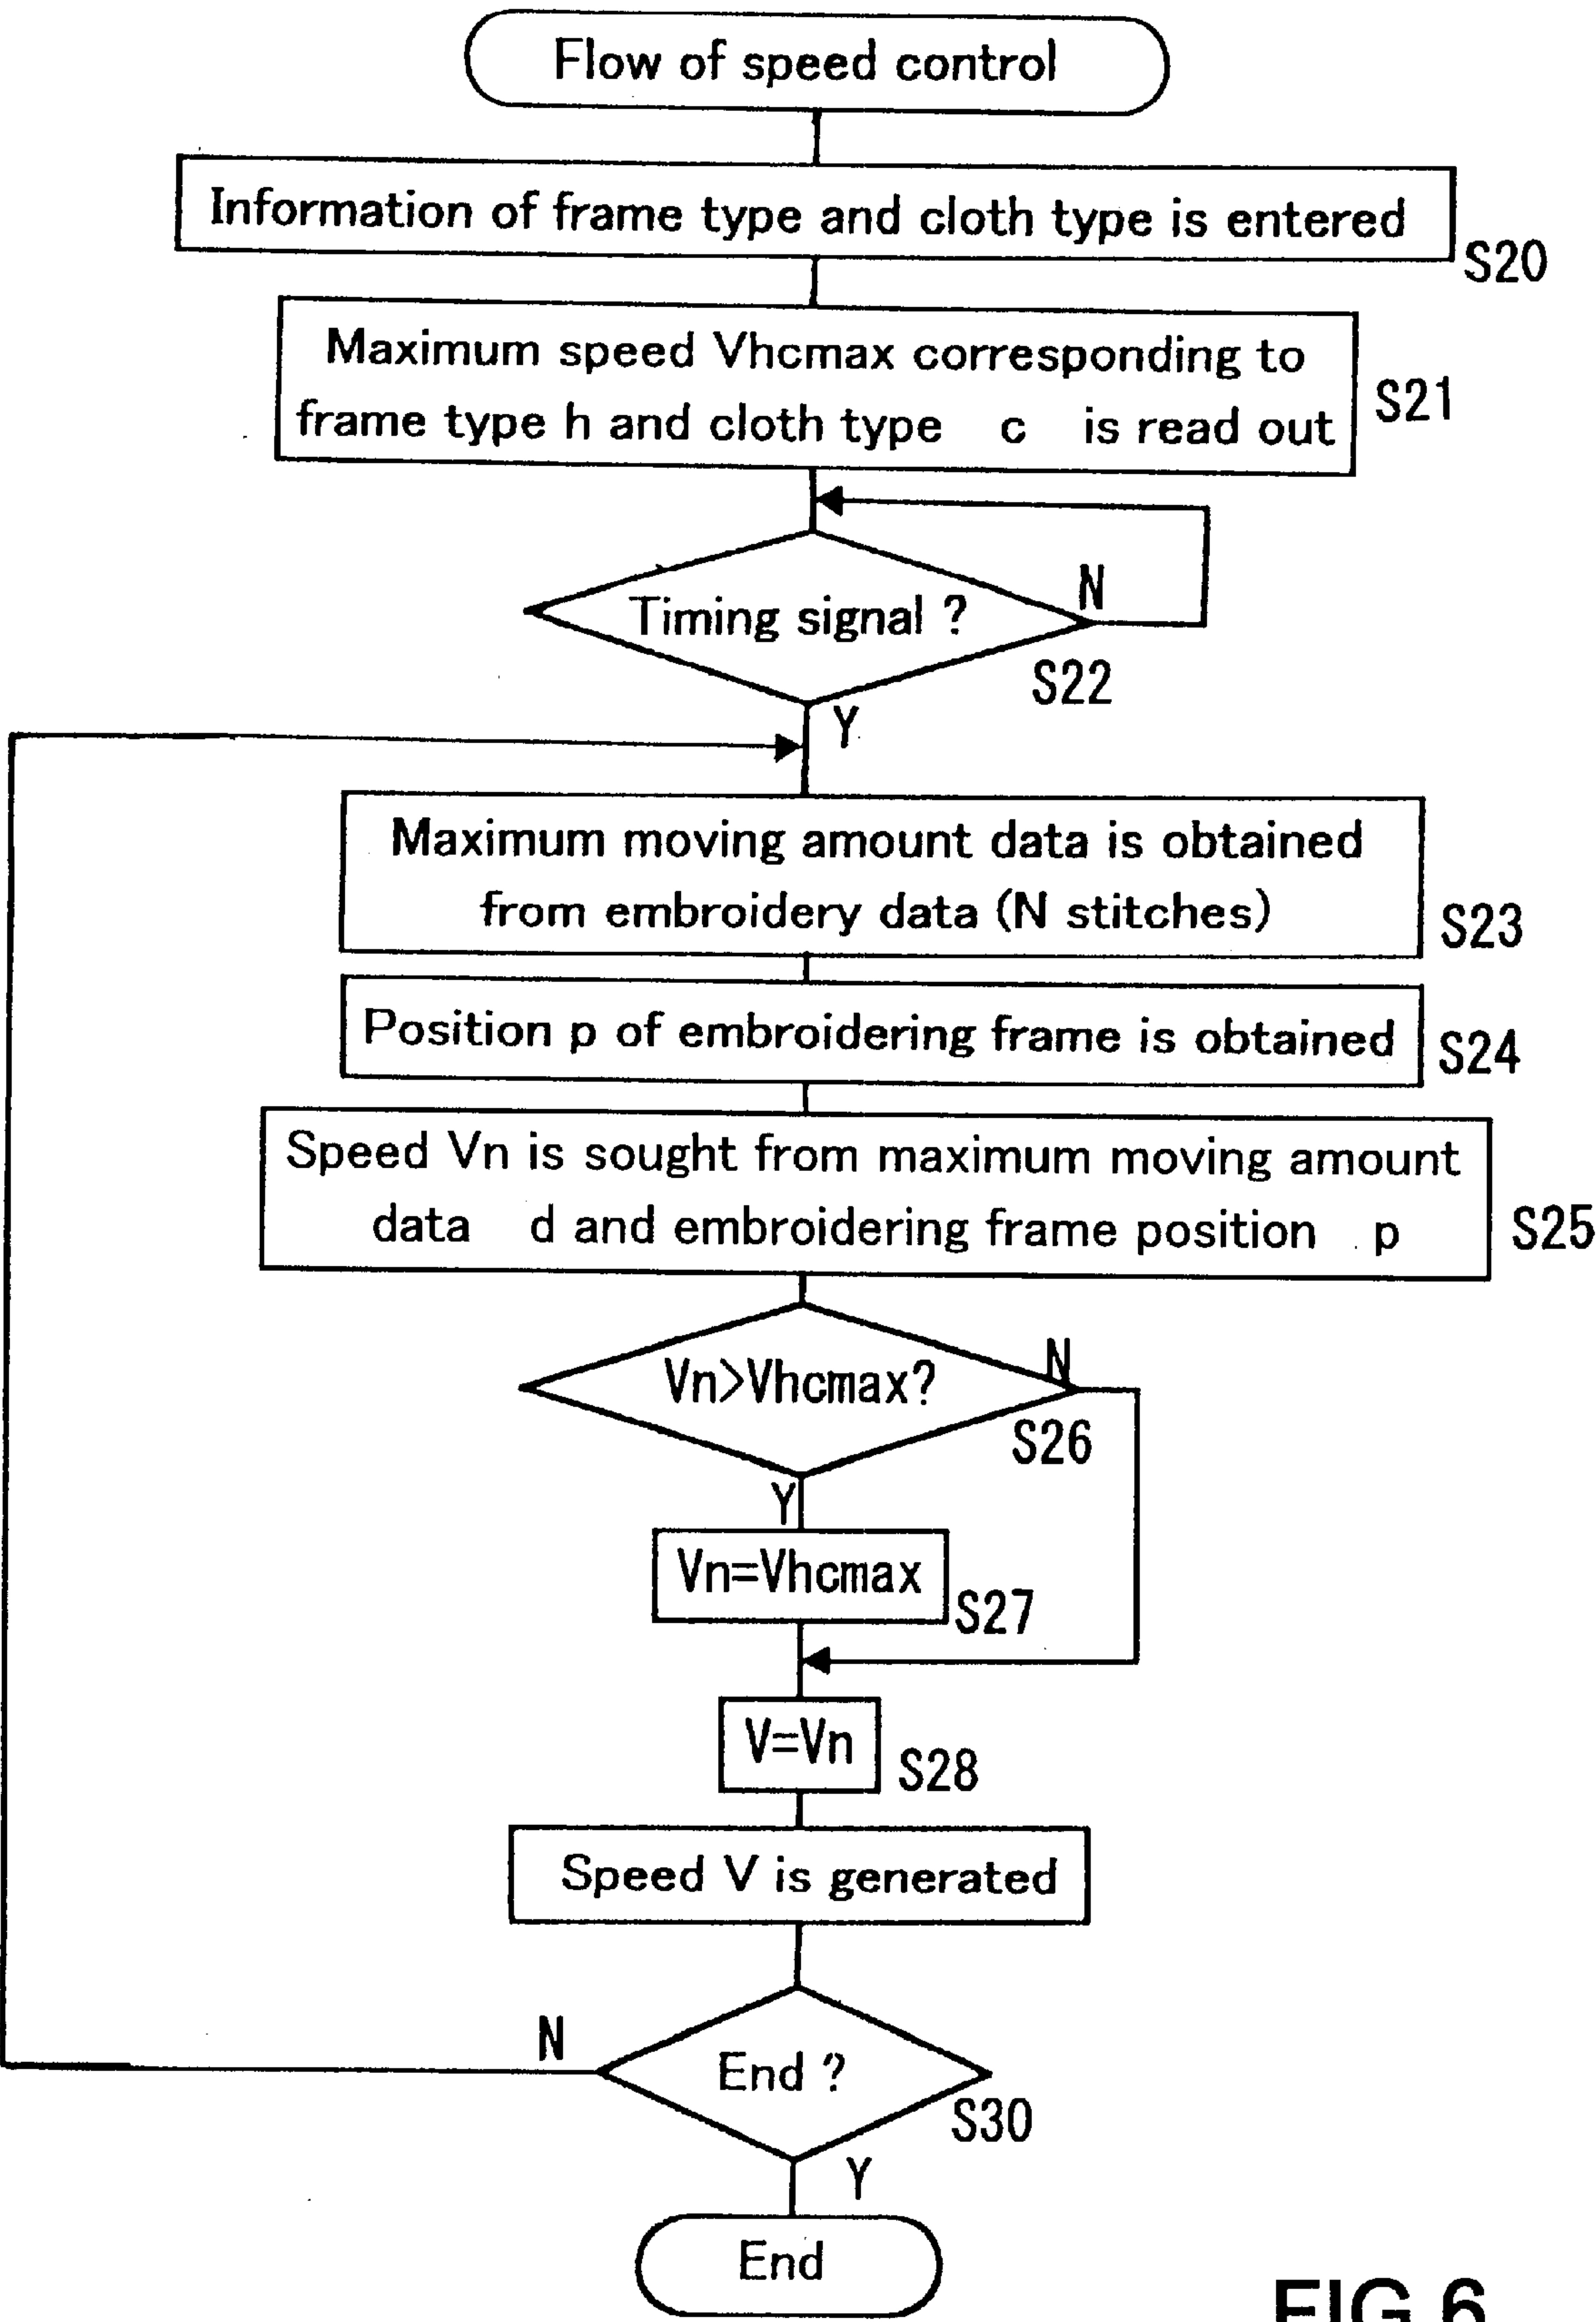 Flow of speed control
Information of frame type and cloth type is entered
S20
Maximum speed Vhcmax corresponding to
frame type h and cloth type c is read out
S21
Timing signal ?
N
S22
Y
Maximum moving amount data is obtained
from embroidery data (N stitches)
S23
Position p of embroidering frame is obtained
S24
Speed Vn is sought from maximum moving amount
data d and embroidering frame position p
S25
Vn>Vhcmax?
N
S26
Y
Vn=Vhcmax
S27
V=Vn
S28
Speed V is generated
End ?
N
S30
Y
End
FIG.6